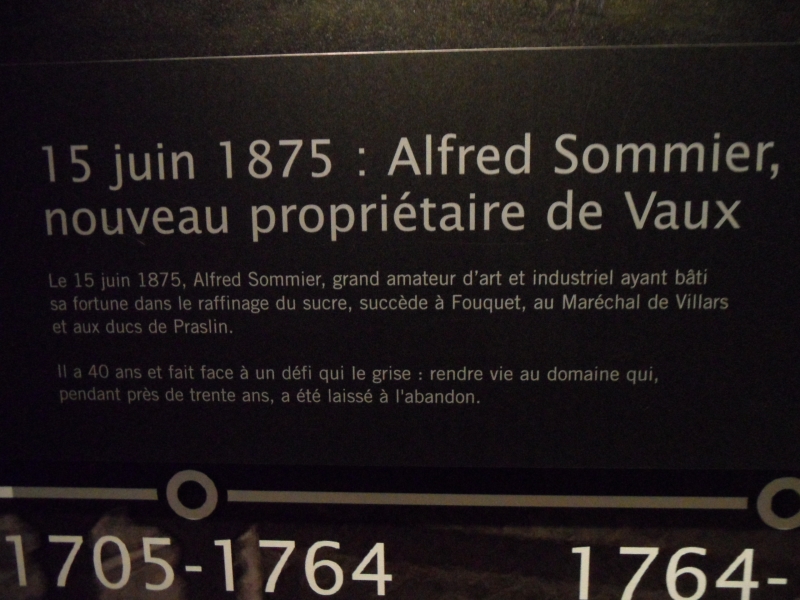 15 juin 1875 : Alfred Sommier,
nouveau propriétaire de Vaux
Le 15 juin 1875, Alfred Sommier, grand amateur d'art et industriel ayant bâti
sa fortune dans le raffinage du sucre, succède à Fouquet, au Maréchal de Villars
et aux ducs de Praslin.
Il a 40 ans et fait face à un défi qui le grise : rendre vie au domaine qui,
pendant près de trente ans, a été laissé à l'abandon.
1705-1764
1764-